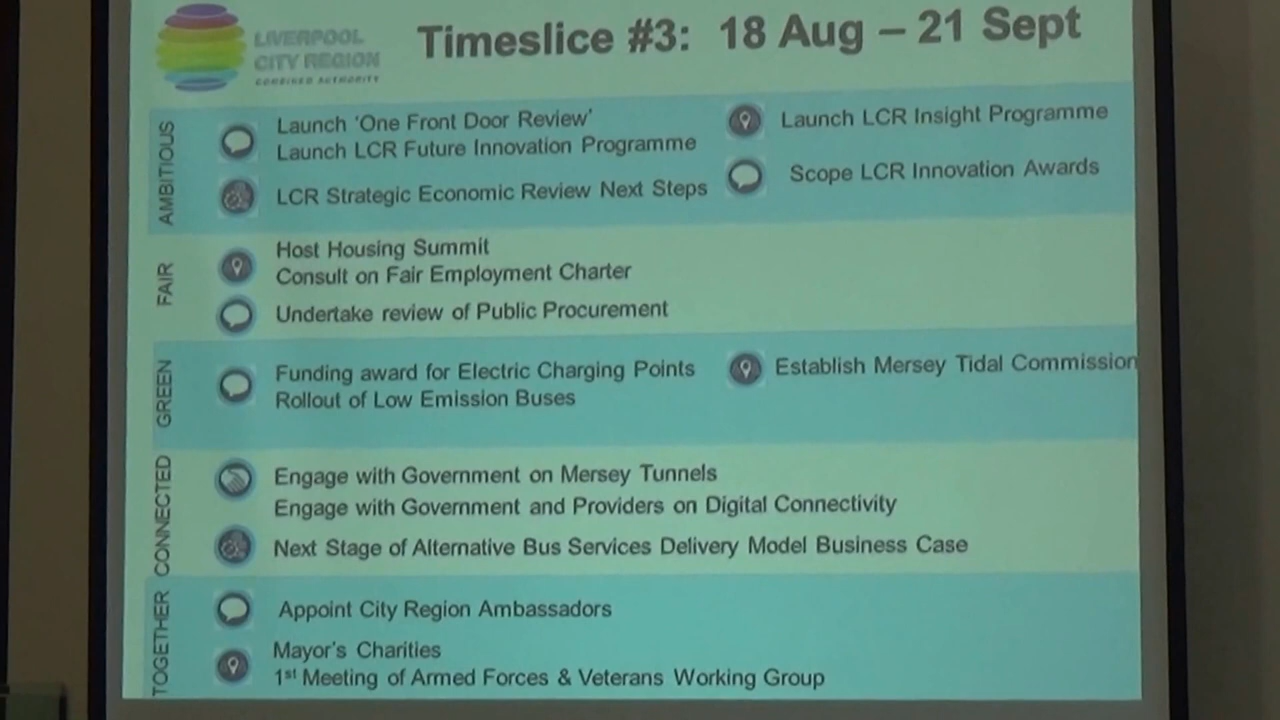 LIVERPOOL
CITY REGION
COMBINED AUTHORITY
Timeslice #3: 18 Aug – 21 Sept
AMBITIOUS
Launch 'One Front Door Review'
Launch LCR Future Innovation Programme
LCR Strategic Economic Review Next Steps
Launch LCR Insight Programme
Scope LCR Innovation Awards
FAIR
Host Housing Summit
Consult on Fair Employment Charter
Undertake review of Public Procurement
GREEN
Funding award for Electric Charging Points
Rollout of Low Emission Buses
Establish Mersey Tidal Commission
CONNECTED
Engage with Government on Mersey Tunnels
Engage with Government and Providers on Digital Connectivity
Next Stage of Alternative Bus Services Delivery Model Business Case
TOGETHER
Appoint City Region Ambassadors
Mayor's Charities
1st Meeting of Armed Forces & Veterans Working Group